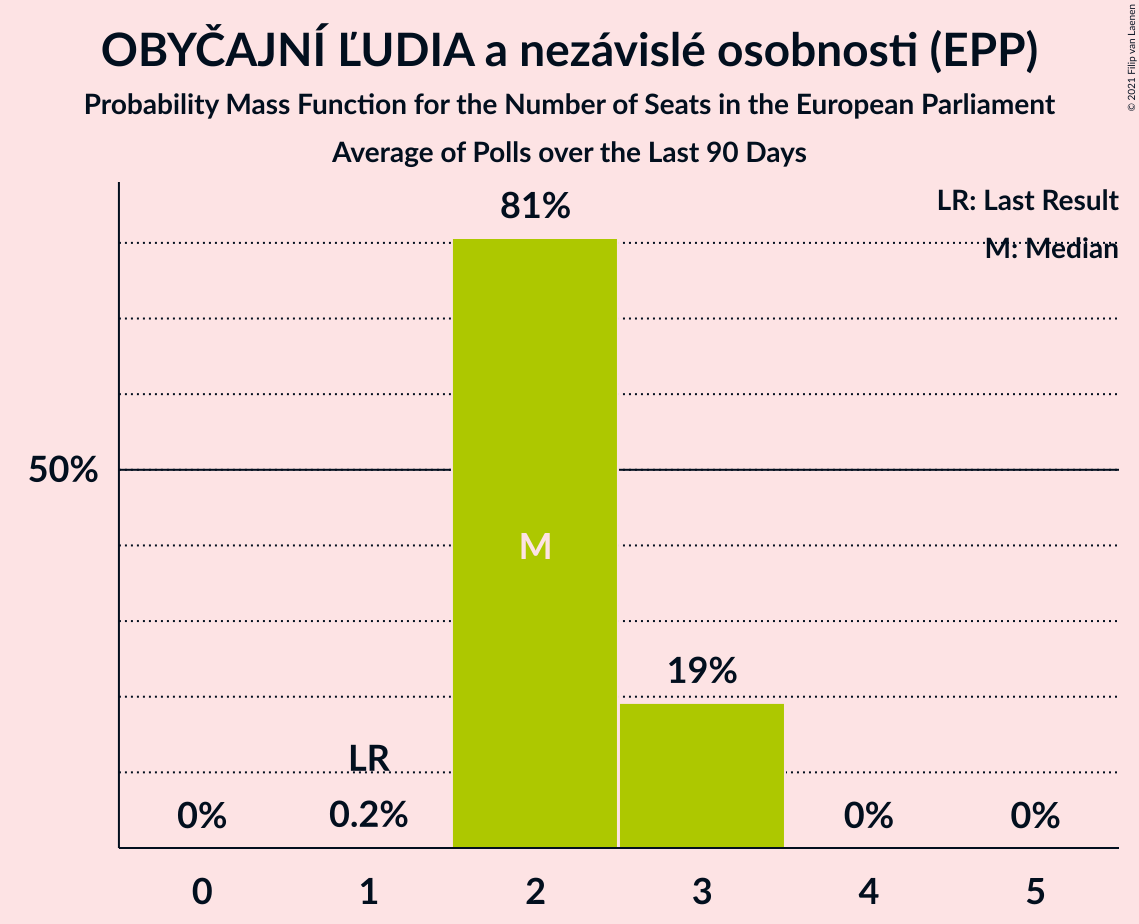 OBYČAJNÍ ĽUDIA a nezávislé osobnosti (EPP)
Probability Mass Function for the Number of Seats in the European Parliament
Average of Polls over the Last 90 Days
© 2021 Filip van Laenen
LR: Last Result
M: Median
81%
50%
M
19%
LR
0% 0.2% 0% 0%
0 1 2 3 4 5